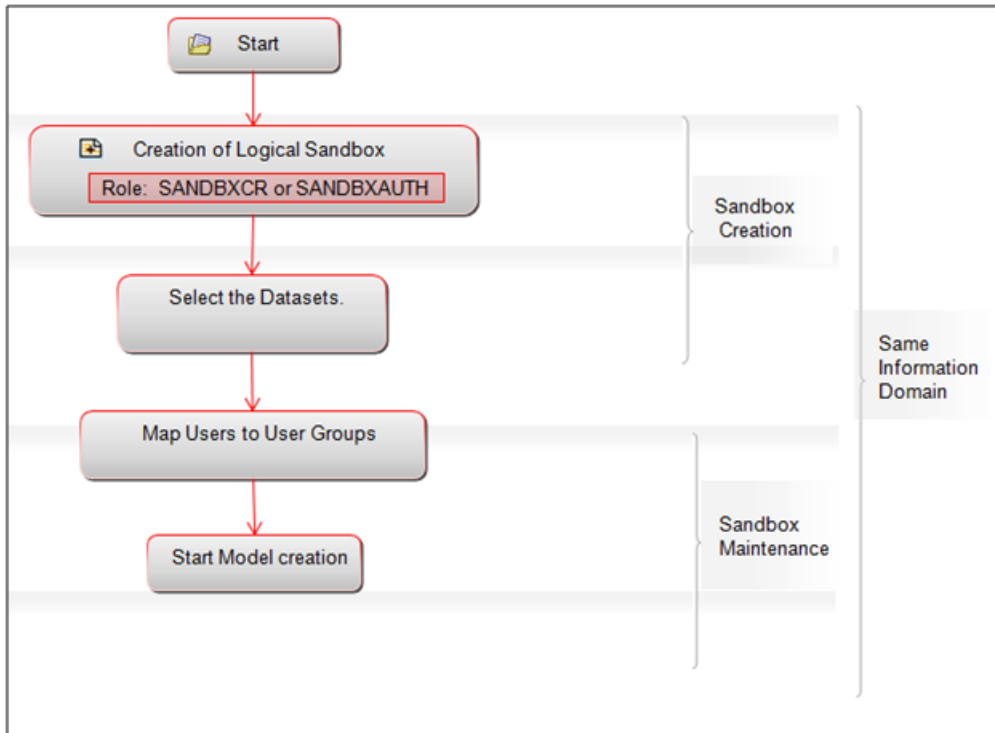 Start
Creation of Logical Sandbox
Role: SANDBXCR or SANDBXAUTH
Sandbox
Creation
Select the Datasets.
Same
Information
Domain
Map Users to User Groups
Sandbox
Maintenance
Start Model creation